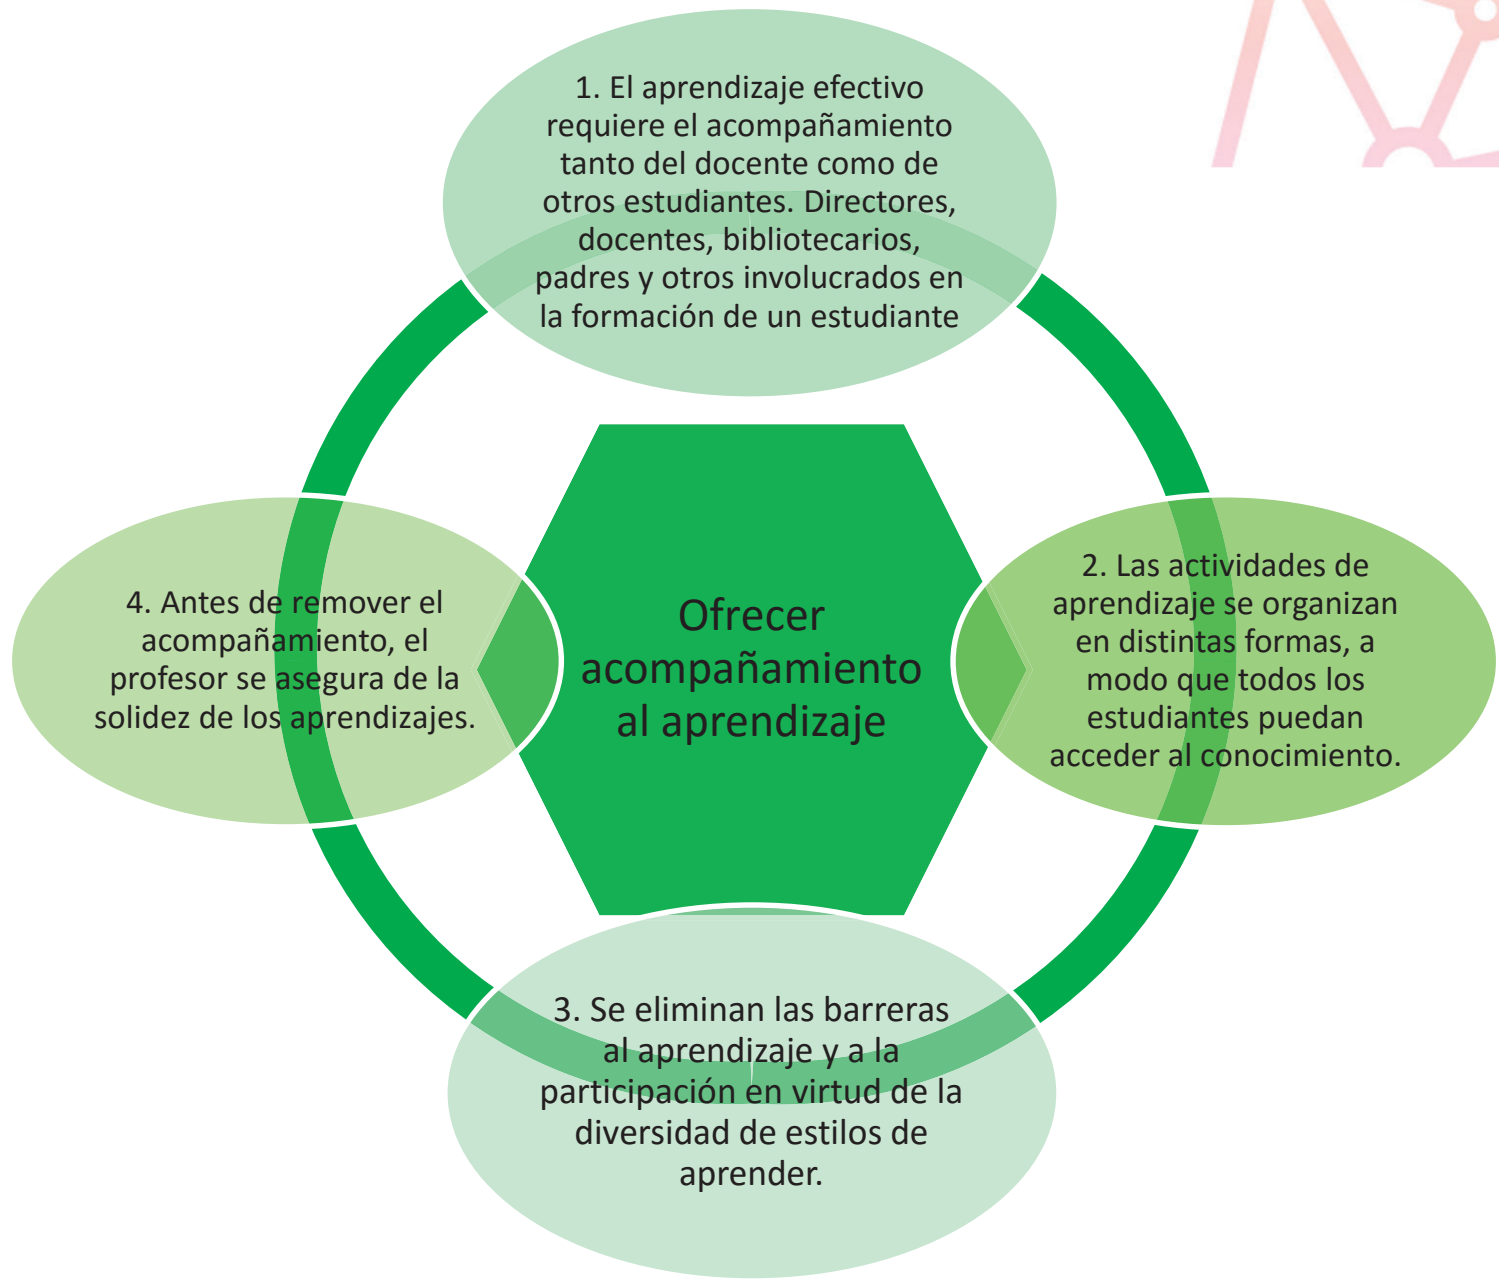 1. El aprendizaje efectivo
requiere el acompañamiento
tanto del docente como de
otros estudiantes. Directores,
docentes, bibliotecarios,
padres y otros involucrados en
la formación de un estudiante
2. Las actividades de
aprendizaje se organizan
en distintas formas, a
modo que todos los
estudiantes puedan
acceder al conocimiento.
Ofrecer
acompañamiento
al aprendizaje
4. Antes de remover el
acompañamiento, el
profesor se asegura de la
solidez de los aprendizajes.
3. Se eliminan las barreras
al aprendizaje y a la
participación en virtud de la
diversidad de estilos de
aprender.